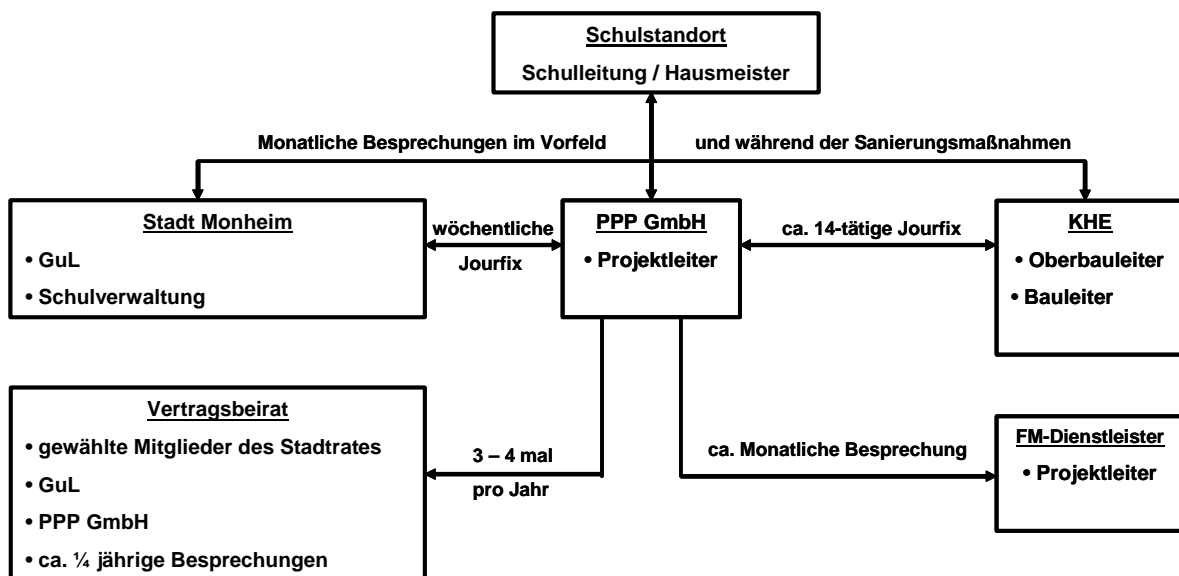 Schulstandort
Schulleitung / Hausmeister
Monatliche Besprechungen im Vorfeld
und während der Sanierungsmaßnahmen
Stadt Monheim
• GuL
• Schulverwaltung
wöchentliche
Jourfix
PPP GmbH
• Projektleiter
ca. 14-tätige Jourfix
KHE
• Oberbauleiter
• Bauleiter
Vertragsbeirat
• gewählte Mitglieder des Stadtrates
• GuL
• PPP GmbH
• ca. ¼ jährige Besprechungen
3 – 4 mal
pro Jahr
ca. Monatliche Besprechung
FM-Dienstleister
• Projektleiter